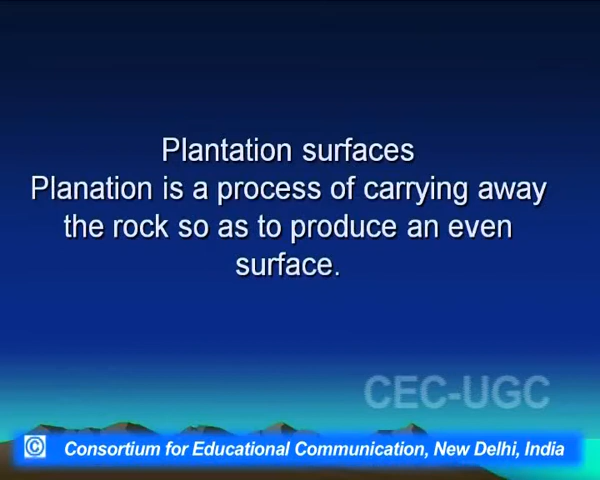 Plantation surfaces
Planation is a process of carrying away
the rock so as to produce an even
surface.
CEC-UGC
© Consortium for Educational Communication, New Delhi, India